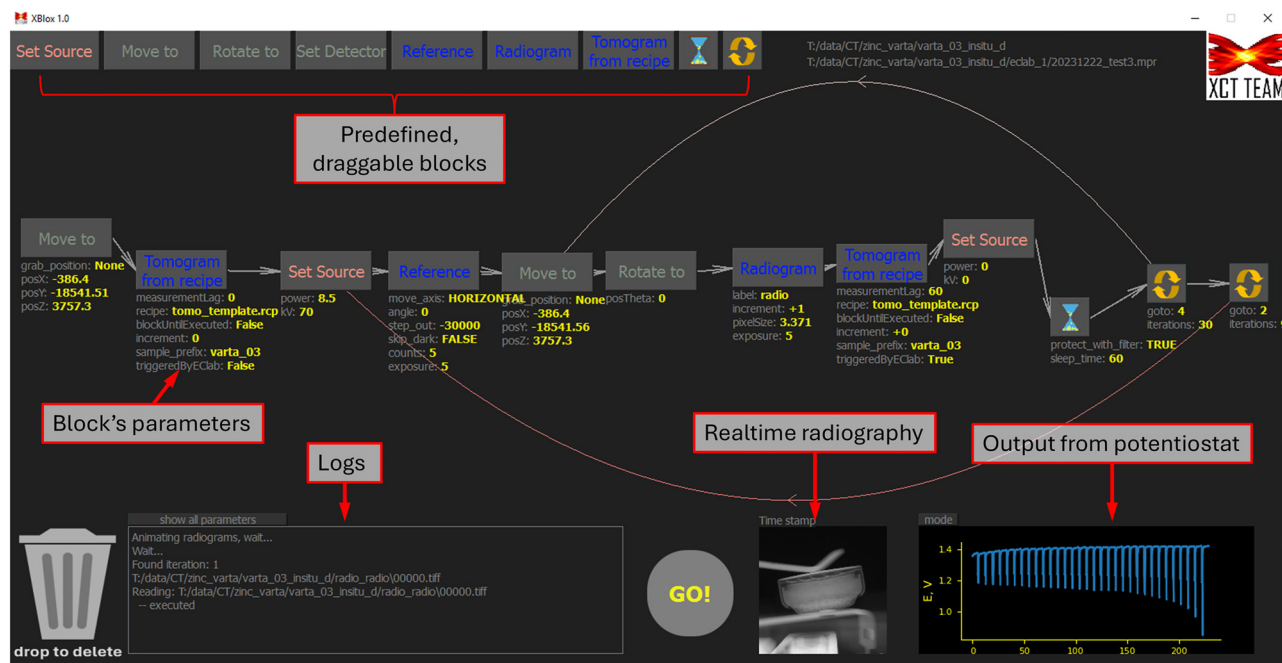 XBlox 1.0
Set Source
Move to
Rotate to
Set Detector
Reference
Radiogram
Tomogram
from recipe
T:/data/CT/zinc_varta/varta_03_insitu_d
T:/data/CT/zinc_varta/varta_03_insitu_d/eclab_1/20231222_test3.mpr
XCT TEAM
Predefined,
draggable blocks
Move to
grab_position: None
posX: -386.4
posY: -18541.51
posZ: 3757.3
Tomogram
from recipe
measurementLag: 0
recipe: tomo_template.rcp
blockUntilExecuted: False
increment: 0
sample_prefix: varta_03
triggeredByEClab: False
Set Source
power: 8.5
kV: 70
Reference
move_axis: HORIZONTAL
angle: 0
step_out: -30000
skip_dark: FALSE
counts: 5
exposure: 5
Move to
grab_position: None
posX: -386.4
posY: -18541.56
posZ: 3757.3
Rotate to
posTheta: 0
Radiogram
label: radio
increment: +1
pixelSize: 3.371
exposure: 5
Tomogram
from recipe
measurementLag: 60
recipe: tomo_template.rcp
blockUntilExecuted: False
increment: +0
sample_prefix: varta_03
triggeredByEClab: True
Set Source
power: 0
kV: 0
protect_with_filter: TRUE
sleep_time: 60
goto: 4
iterations: 30
goto: 2
iterations:
Block's parameters
Logs
Realtime radiography
Output from potentiostat
show all parameters
Animating radiograms, wait...
Wait...
Found iteration: 1
T:/data/CT/zinc_varta/varta_03_insitu_d/radio_radio\00000.tiff
Reading: T:/data/CT/zinc_varta/varta_03_insitu_d/radio_radio\00000.tiff
-- executed
drop to delete
GO!
Time stamp
mode
E, V
1.4
1.2
1.0
0 50 100 150 200